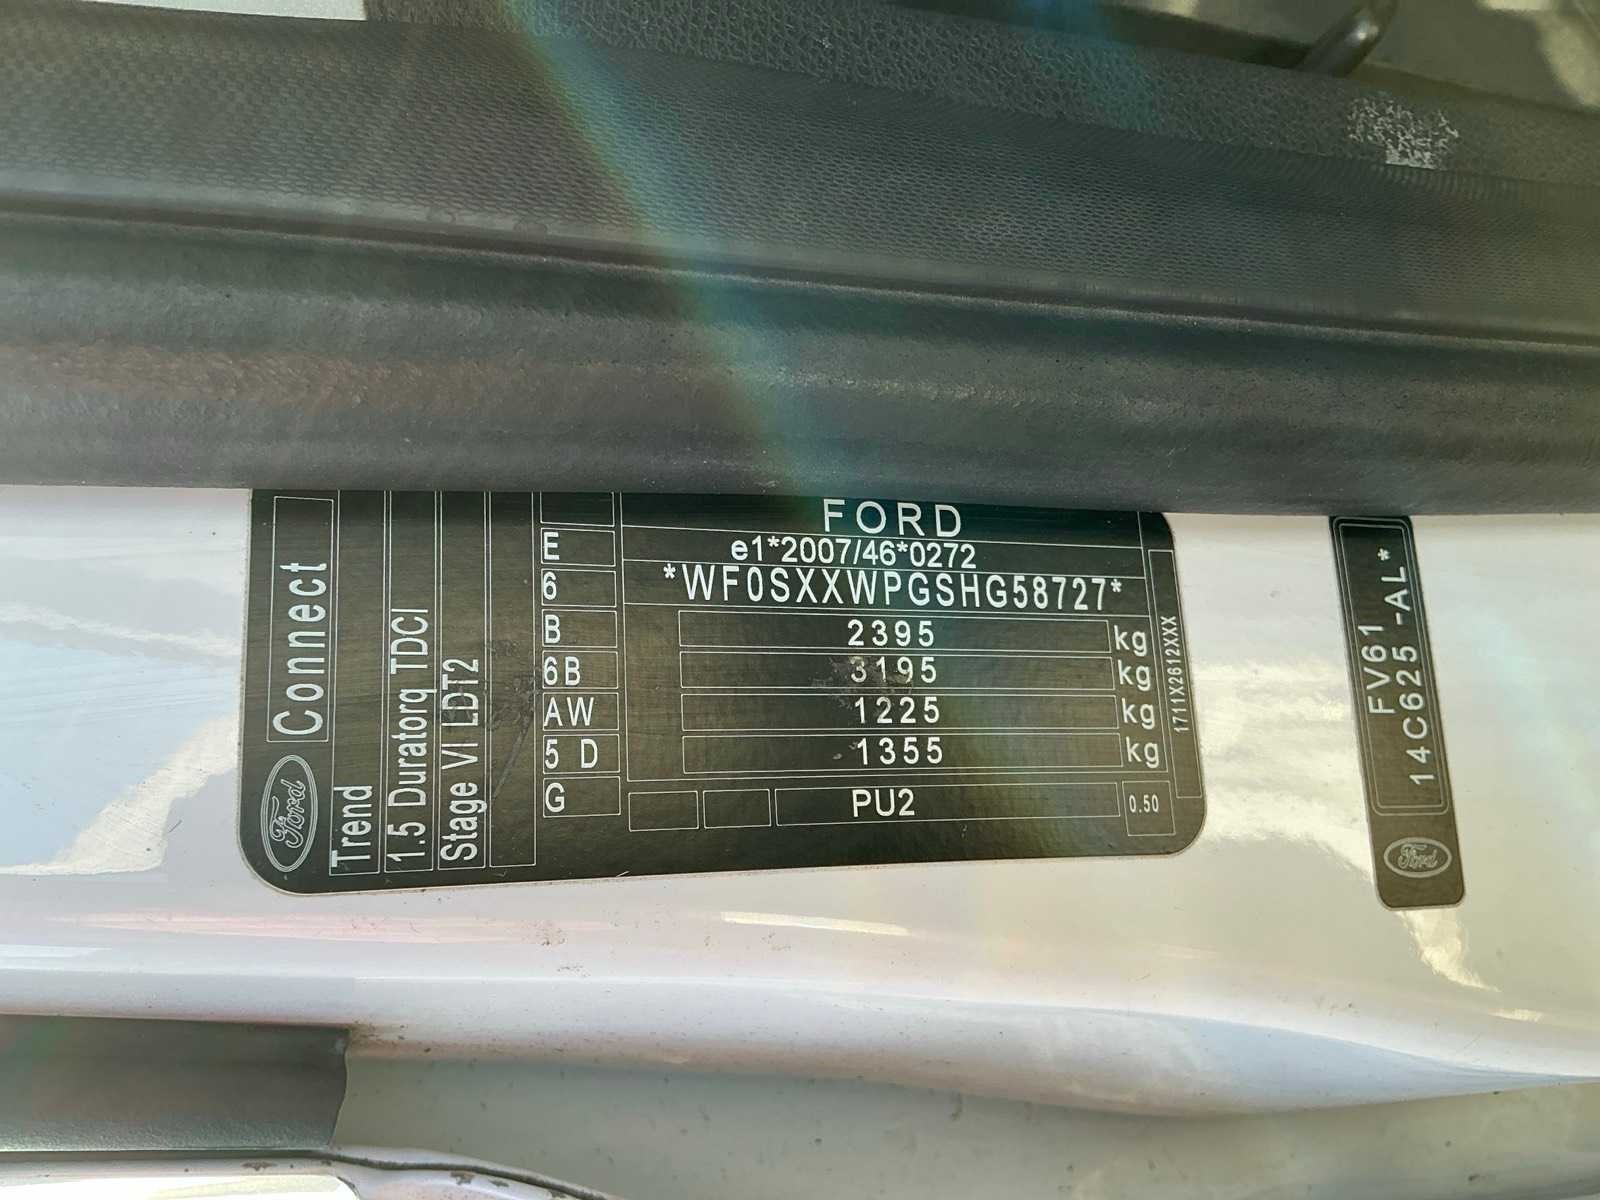 FORD
e1*2007/46*0272
*WF0SXXWPGSHG58727*
E
6
B 2395 kg
6B 3195 kg
AW 1225 kg
5 D 1355 kg
G PU2 0.50
1711X2612XXX
Ford Connect
Trend
1.5 Duratorq TDCI
Stage VI LDT2
FV61
14C625-AL*
Ford